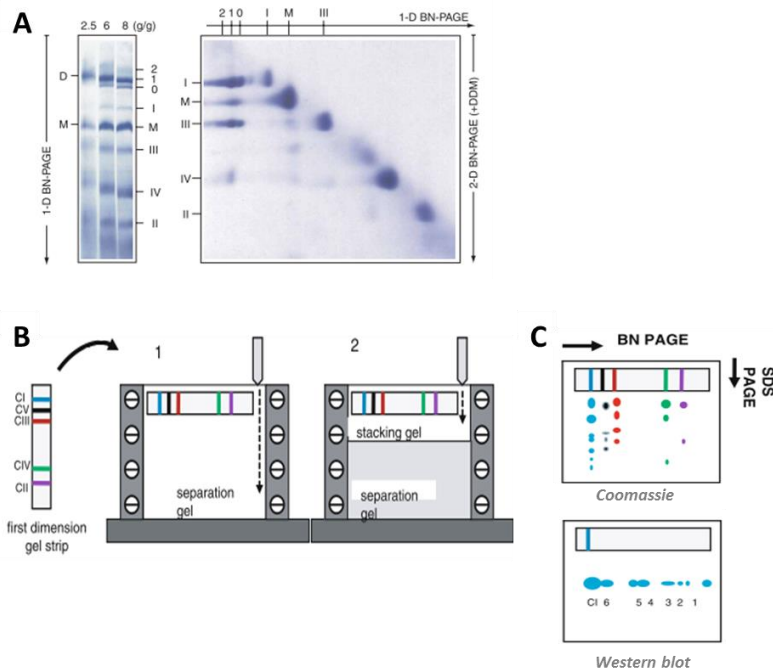 A
2.5 6 8 (g/g)
D
M
2
1
0
I
M
III
IV
II
1-D BN-PAGE
2 1 0 I M III
1-D BN-PAGE
I
M
III
IV
II
2-D BN-PAGE (+DDM)
B
CI
CV
CIII
CIV
CII
first dimension
gel strip
1
separation
gel
2
stacking gel
separation
gel
C
BN PAGE
SDS
PAGE
Coomassie
CI 6 5 4 3 2 1
Western blot